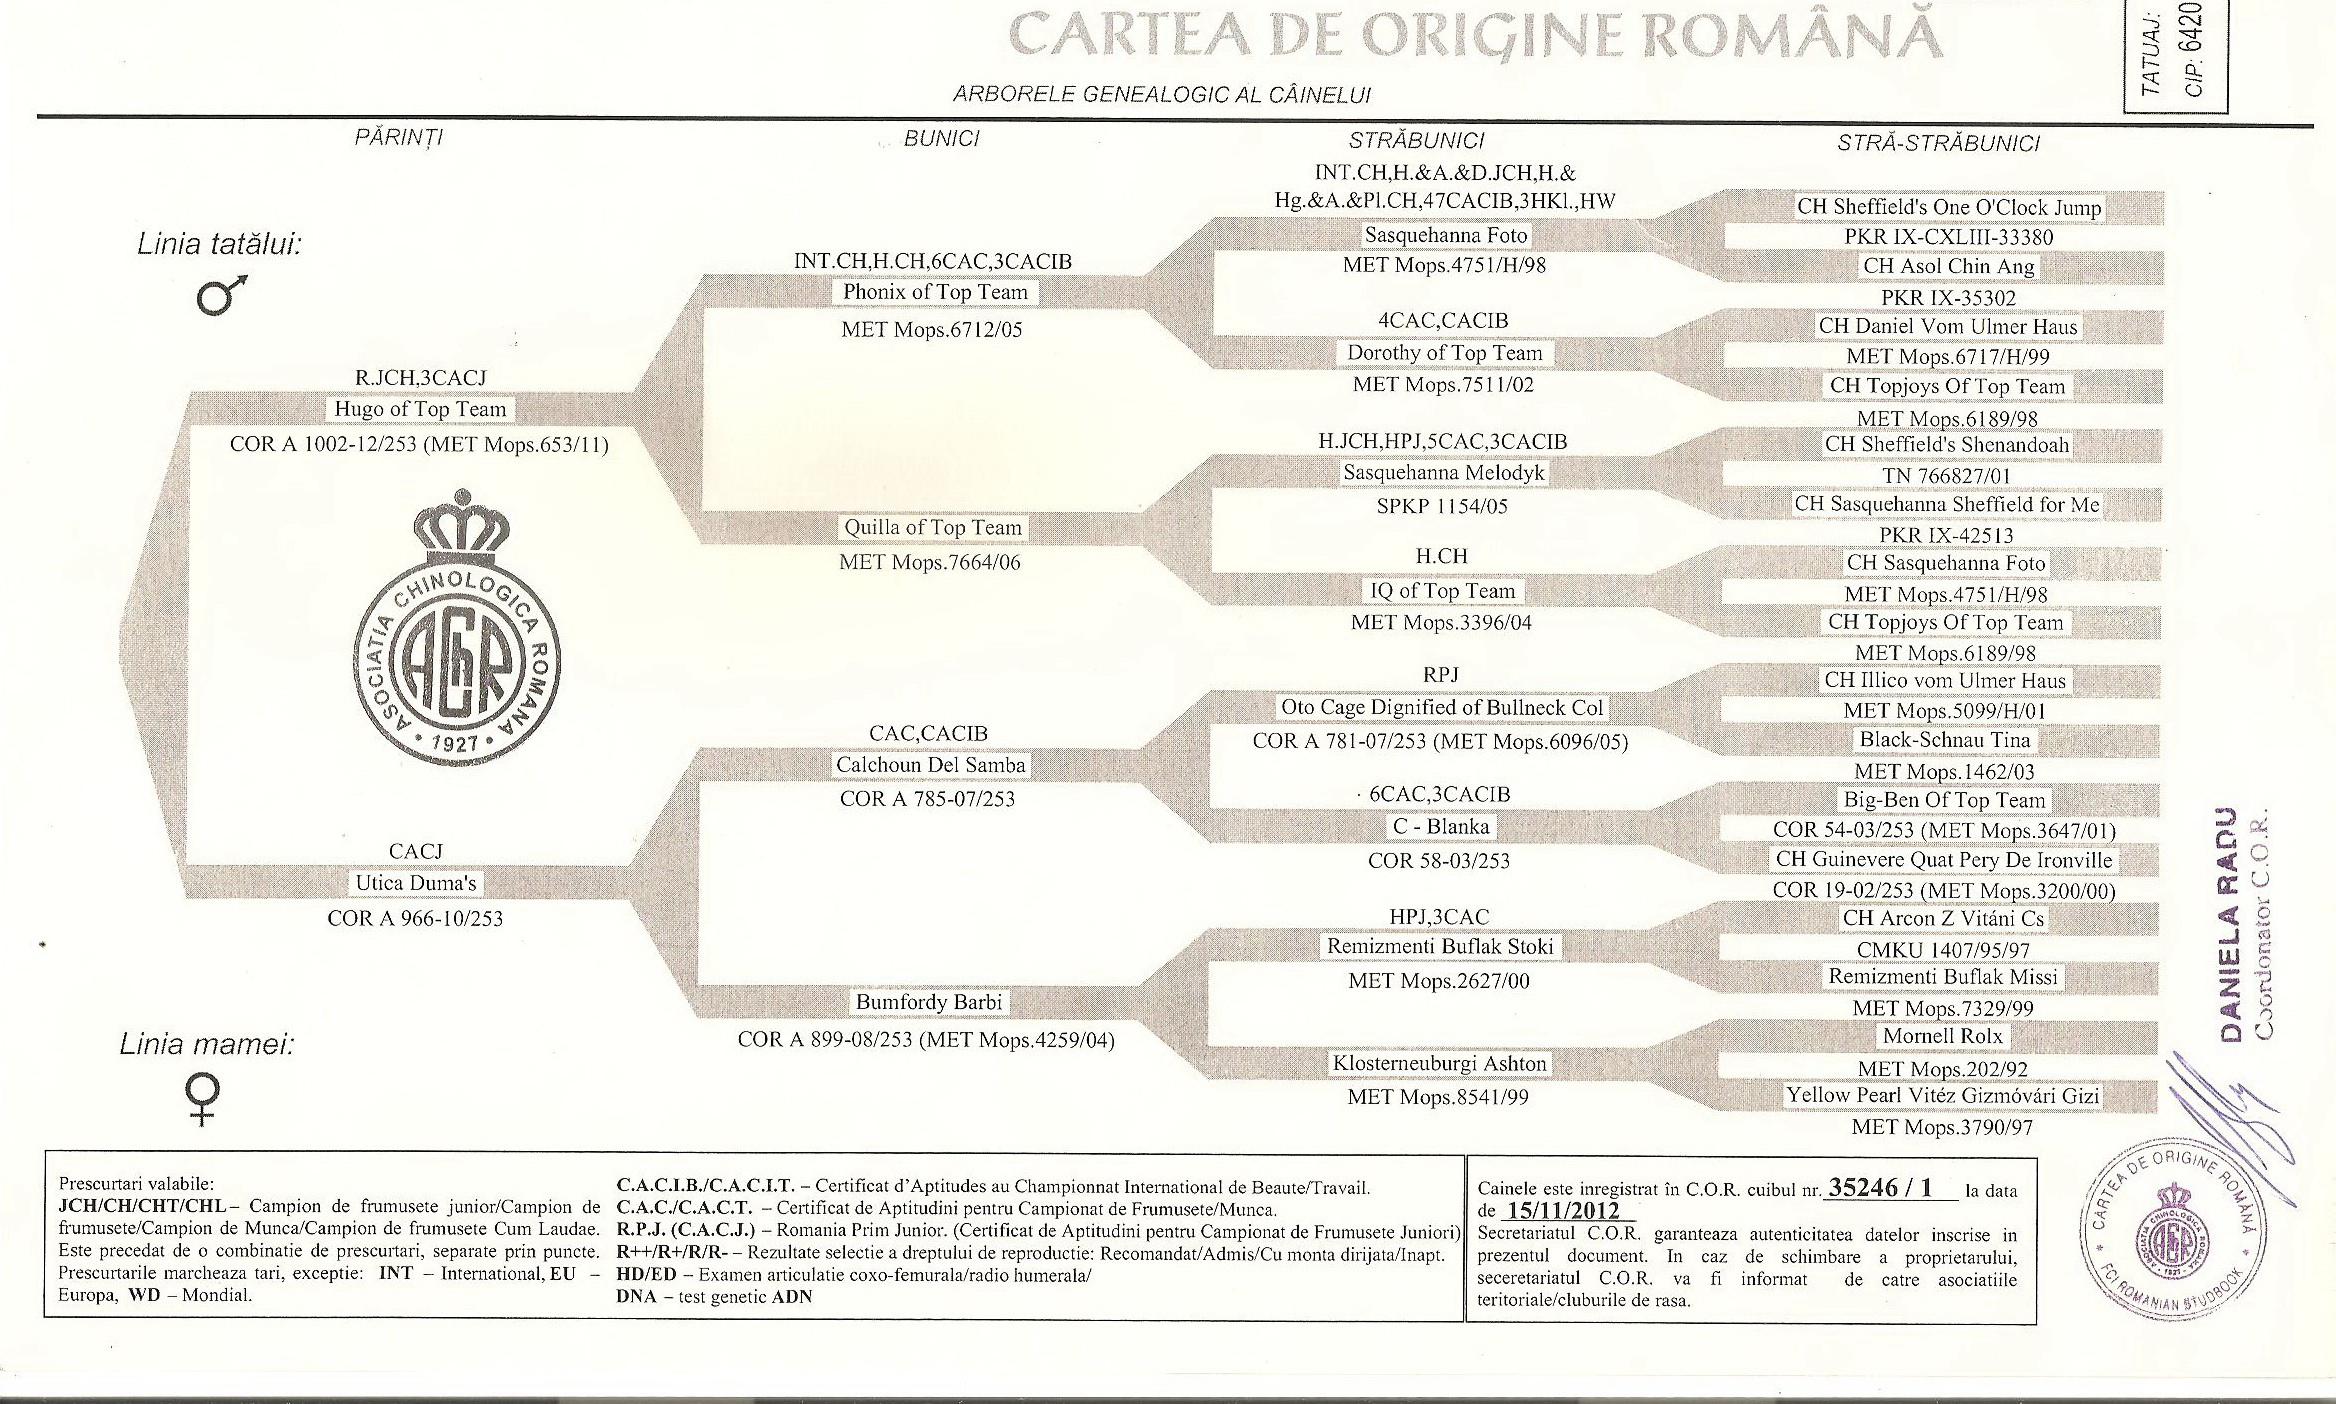 CARTEA DE ORIGINE ROMÂNĂ
TATUAJ:
CIP: 6420
ARBORELE GENEALOGIC AL CÂINELUI
PĂRINȚI
BUNICI
STRĂBUNICI
STRĂ-STRĂBUNICI
Linia tatălui:
R.JCH,3CACJ
Hugo of Top Team
COR A 1002-12/253 (MET Mops.653/11)
ASOCIATIA CHINOLOGICA ROMANA
AChR
• 1927 •
CACJ
Utica Duma's
COR A 966-10/253
Linia mamei:
INT.CH,H.CH,6CAC,3CACIB
Phonix of Top Team
MET Mops.6712/05
Quilla of Top Team
MET Mops.7664/06
CAC,CACIB
Calchoun Del Samba
COR A 785-07/253
Bumfordy Barbi
COR A 899-08/253 (MET Mops.4259/04)
INT.CH,H.&A.&D.JCH,H.&
Hg.&A.&Pl.CH,47CACIB,3HKl.,HW
Sasquehanna Foto
MET Mops.4751/H/98
4CAC,CACIB
Dorothy of Top Team
MET Mops.7511/02
H.JCH,HPJ,5CAC,3CACIB
Sasquehanna Melodyk
SPKP 1154/05
H.CH
IQ of Top Team
MET Mops.3396/04
RPJ
Oto Cage Dignified of Bullneck Col
COR A 781-07/253 (MET Mops.6096/05)
6CAC,3CACIB
C - Blanka
COR 58-03/253
HPJ,3CAC
Remizmenti Buflak Stoki
MET Mops.2627/00
Klosterneuburgi Ashton
MET Mops.8541/99
CH Sheffield's One O'Clock Jump
PKR IX-CXLIII-33380
CH Asol Chin Ang
PKR IX-35302
CH Daniel Vom Ulmer Haus
MET Mops.6717/H/99
CH Topjoys Of Top Team
MET Mops.6189/98
CH Sheffield's Shenandoah
TN 766827/01
CH Sasquehanna Sheffield for Me
PKR IX-42513
CH Sasquehanna Foto
MET Mops.4751/H/98
CH Topjoys Of Top Team
MET Mops.6189/98
CH Illico vom Ulmer Haus
MET Mops.5099/H/01
Black-Schnau Tina
MET Mops.1462/03
Big-Ben Of Top Team
COR 54-03/253 (MET Mops.3647/01)
CH Guinevere Quat Pery De Ironville
COR 19-02/253 (MET Mops.3200/00)
CH Arcon Z Vitáni Cs
CMKU 1407/95/97
Remizmenti Buflak Missi
MET Mops.7329/99
Mornell Rolx
MET Mops.202/92
Yellow Pearl Vitéz Gizmóvári Gizi
MET Mops.3790/97
DANIELA RADU
Coordonator C.O.R.
Prescurtari valabile:
JCH/CH/CHT/CHL– Campion de frumusete junior/Campion de
frumusete/Campion de Munca/Campion de frumusete Cum Laudae.
Este precedat de o combinatie de prescurtari, separate prin puncte.
Prescurtarile marcheaza tari, exceptie: INT – International, EU –
Europa, WD – Mondial.
C.A.C.I.B./C.A.C.I.T. – Certificat d’Aptitudes au Championnat International de Beaute/Travail.
C.A.C./C.A.C.T. – Certificat de Aptitudini pentru Campionat de Frumusete/Munca.
R.P.J. (C.A.C.J.) – Romania Prim Junior. (Certificat de Aptitudini pentru Campionat de Frumusete Juniori)
R++/R+/R/R- – Rezultate selectie a dreptului de reproductie: Recomandat/Admis/Cu monta dirijata/Inapt.
HD/ED – Examen articulatie coxo-femurala/radio humerala/
DNA – test genetic ADN
Cainele este inregistrat în C.O.R. cuibul nr. 35246 / 1 la data
de 15/11/2012
Secretariatul C.O.R. garanteaza autenticitatea datelor inscrise in
prezentul document. In caz de schimbare a proprietarului,
seceretariatul C.O.R. va fi informat de catre asociatiile
teritoriale/cluburile de rasa.
* CARTEA DE ORIGINE ROMÂNĂ *
FCI ROMANIAN STUDBOOK
ASOCIATIA CHINOLOGICA ROMANA
AChR
• 1927 •